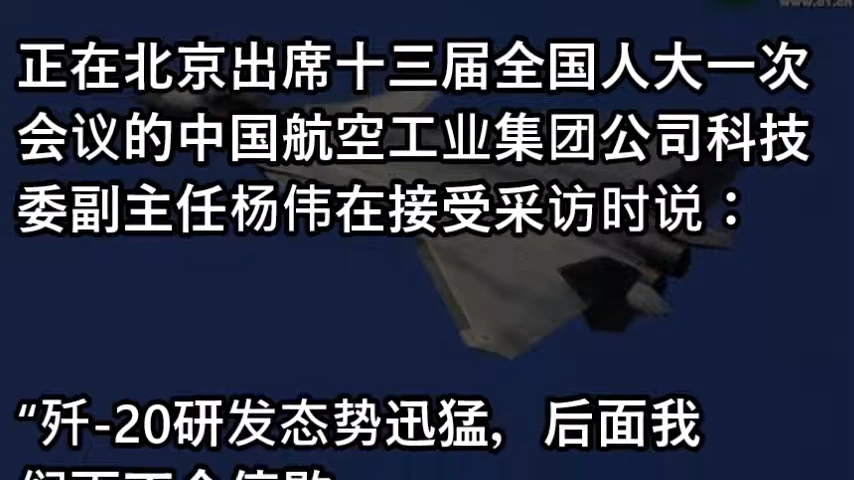 正在北京出席十三届全国人大一次
会议的中国航空工业集团公司科技
委副主任杨伟在接受采访时说：
“歼-20研发态势迅猛，后面我